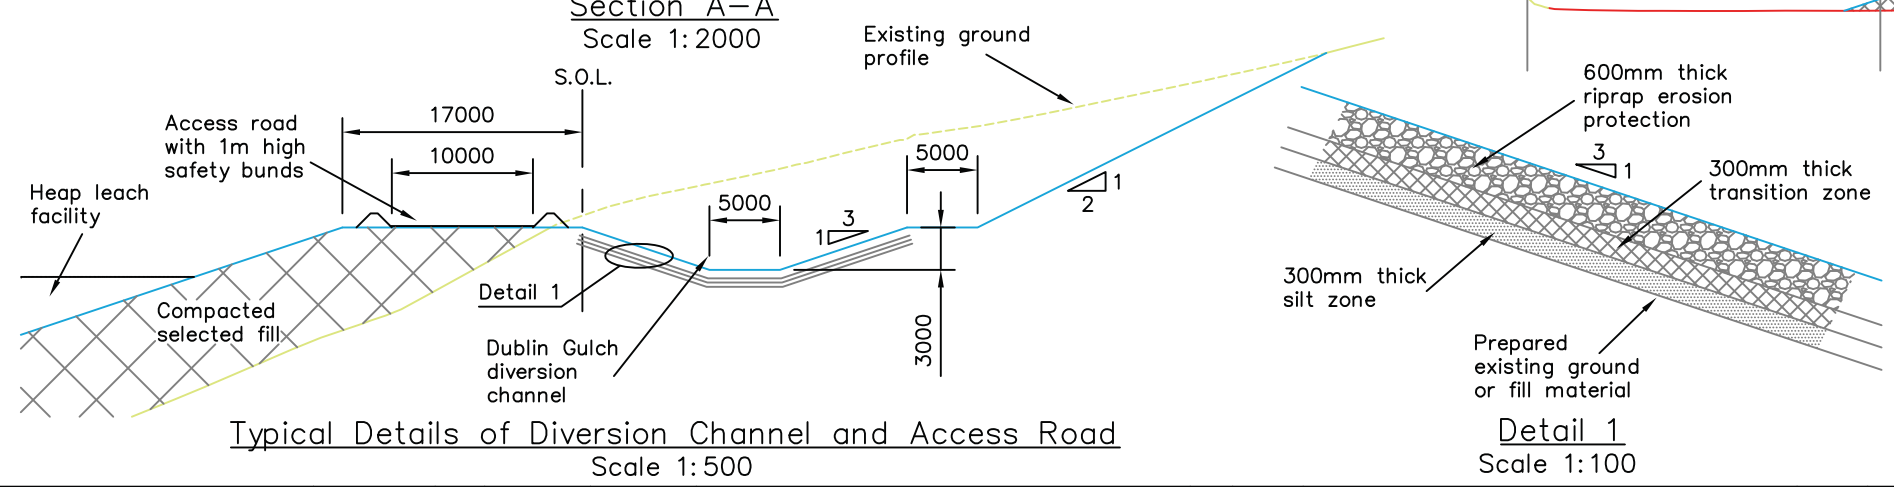 Section A-A
Scale 1:2000
S.O.L.
Existing ground
profile
17000
10000
Access road
with 1m high
safety bunds
Heap leach
facility
5000
3
1
5000
1
2
Compacted
selected fill
Detail 1
Dublin Gulch
diversion
channel
3000
Typical Details of Diversion Channel and Access Road
Scale 1:500
600mm thick
riprap erosion
protection
3
1
300mm thick
transition zone
300mm thick
silt zone
Prepared
existing ground
or fill material
Detail 1
Scale 1:100